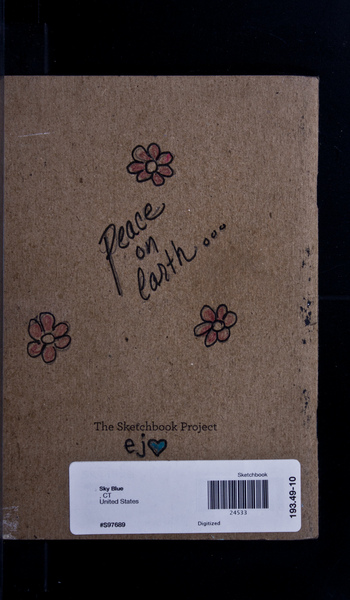 Peace
on
earth...
The Sketchbook Project
ej
Sketchbook
Sky Blue
, CT
United States
24533
#S97689
Digitized
193.49-10